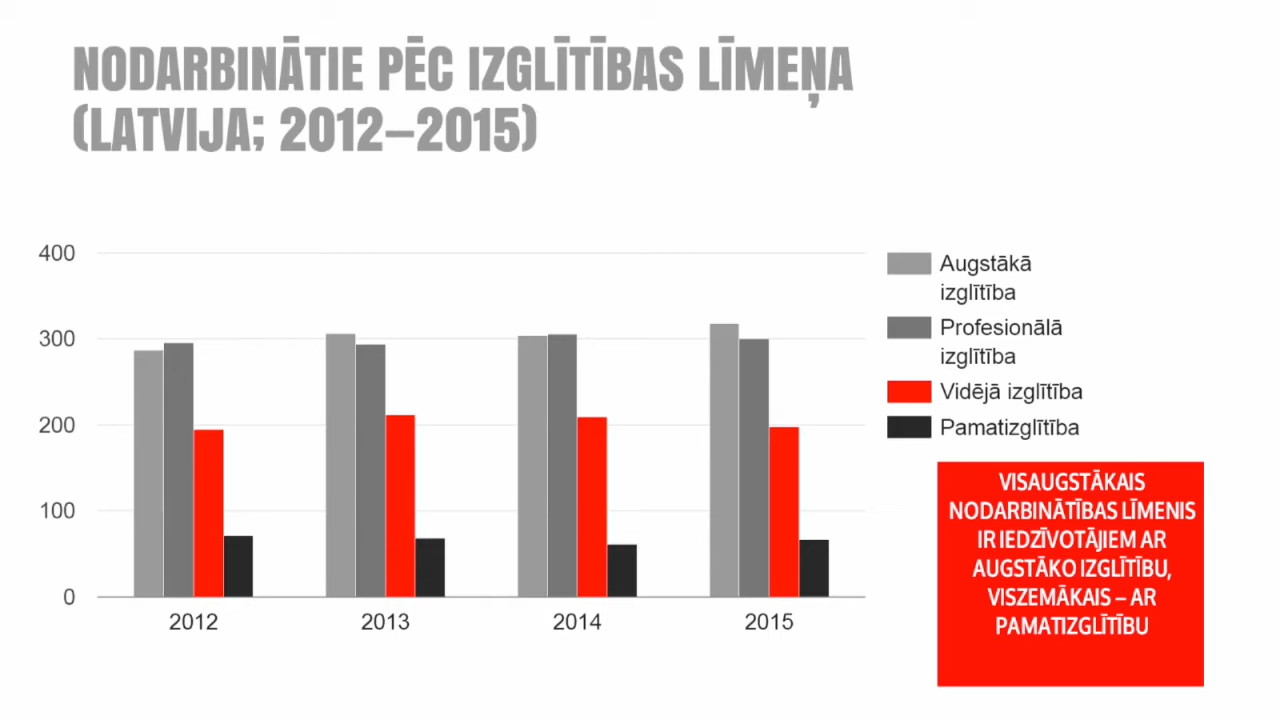 NODARBINĀTIE PĒC IZGLĪTĪBAS LĪMEŅA
(LATVIJA; 2012–2015)
400
300
200
100
0
2012
2013
2014
2015
Augstākā
izglītība
Profesionālā
izglītība
Vidējā izglītība
Pamatizglītība
VISAUGSTĀKAIS
NODARBINĀTĪBAS LĪMENIS
IR IEDZĪVOTĀJIEM AR
AUGSTĀKO IZGLĪTĪBU,
VISZEMĀKAIS – AR
PAMATIZGLĪTĪBU